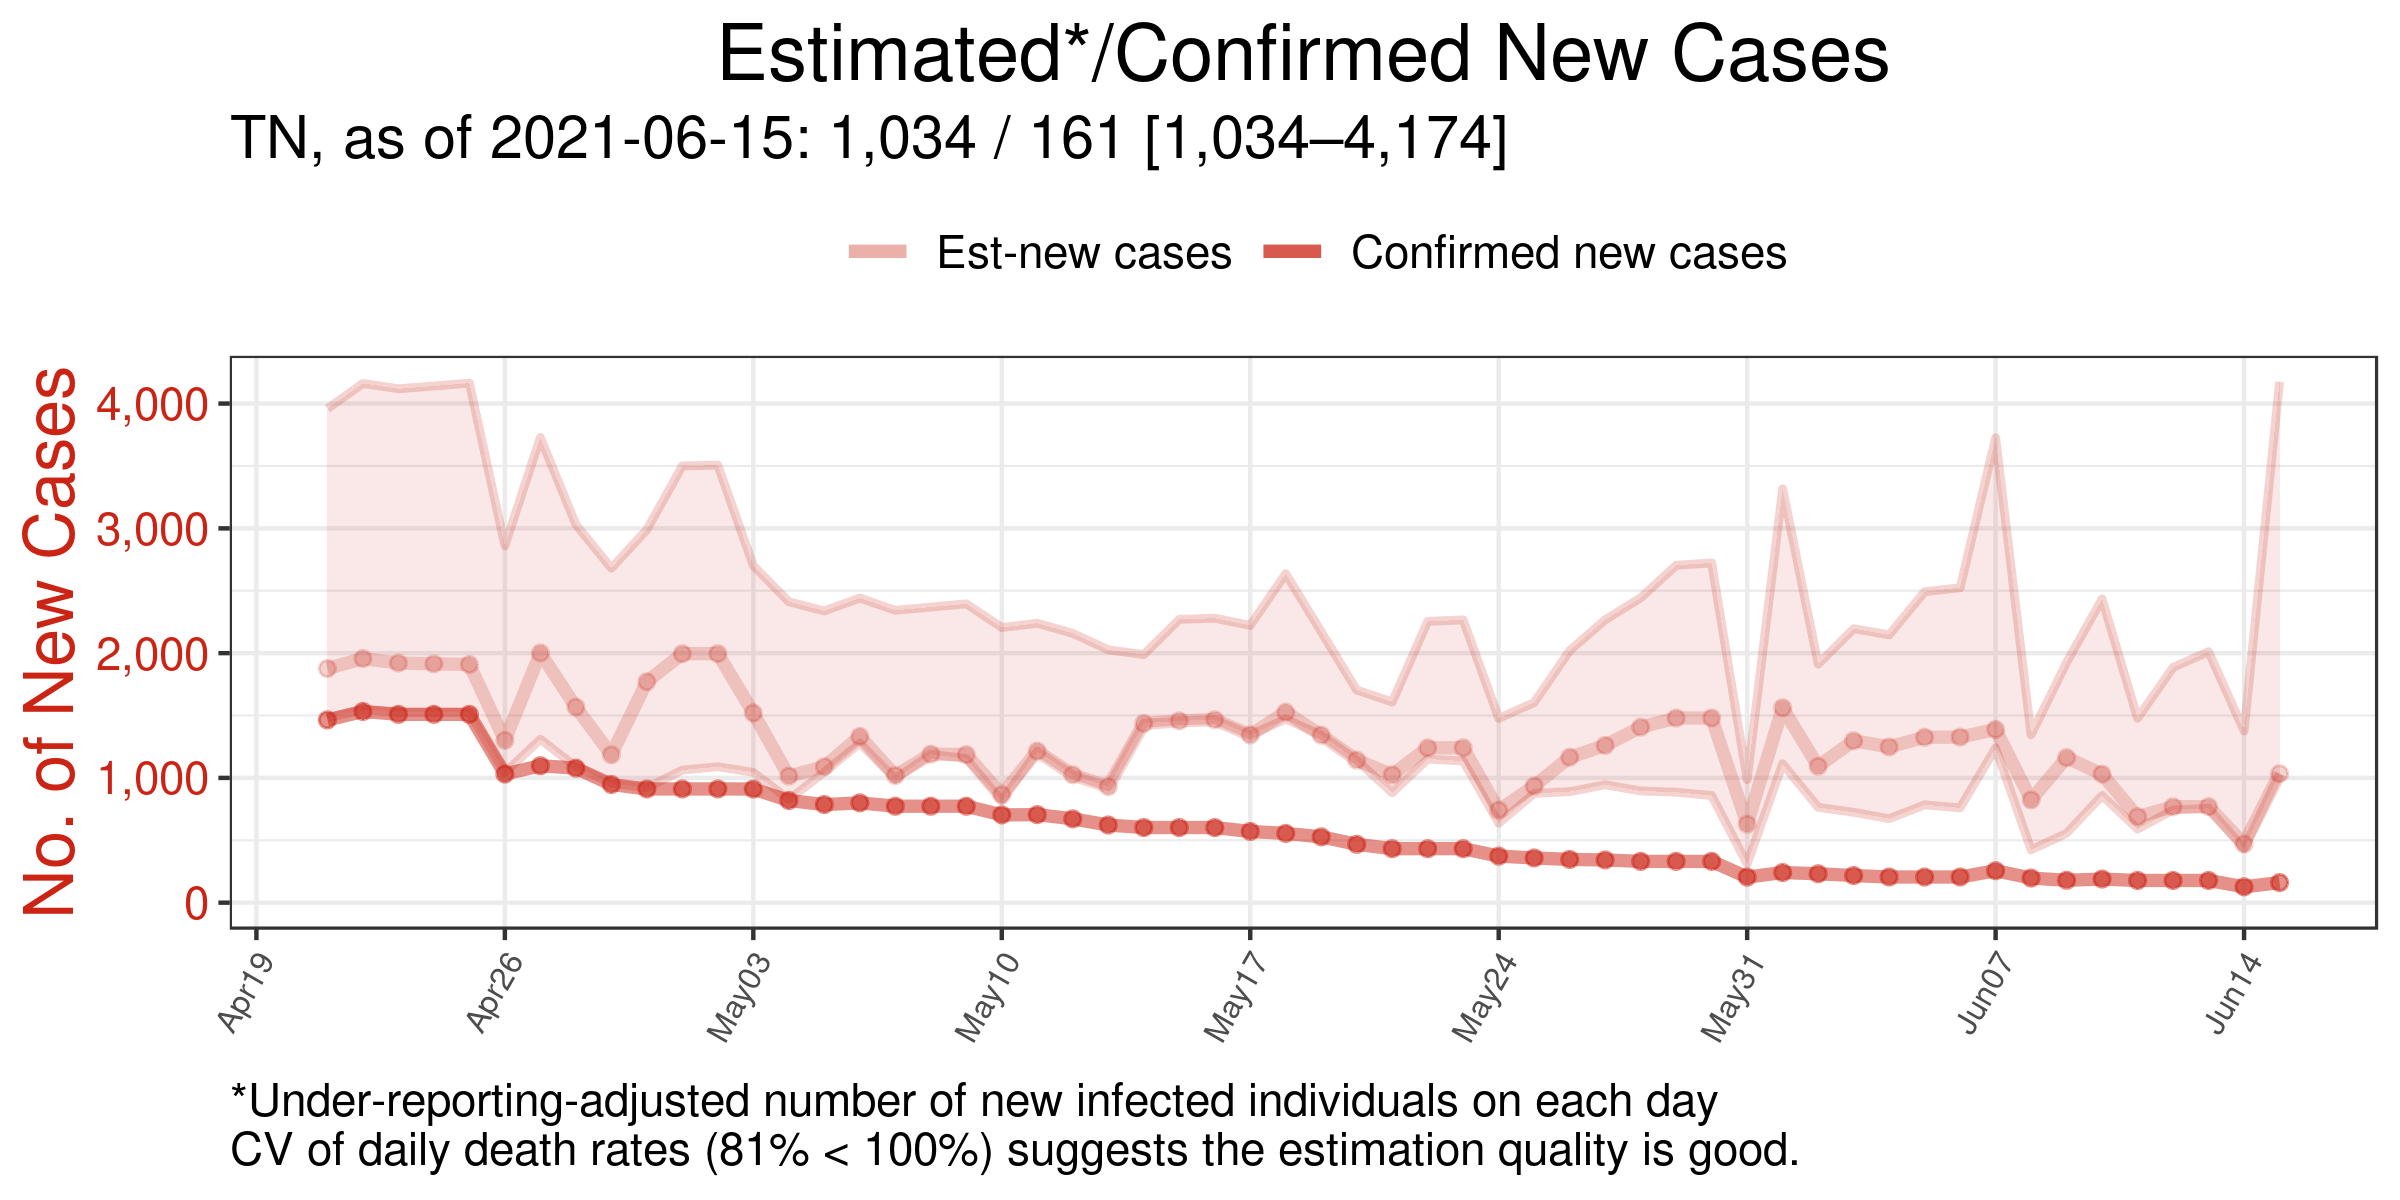 Estimated*/Confirmed New Cases
TN, as of 2021-06-15: 1,034 / 161 [1,034–4,174]
Est-new cases
Confirmed new cases
No. of New Cases
4,000
3,000
2,000
1,000
0
Apr19
Apr26
May03
May10
May17
May24
May31
Jun07
Jun14
*Under-reporting-adjusted number of new infected individuals on each day
CV of daily death rates (81% < 100%) suggests the estimation quality is good.